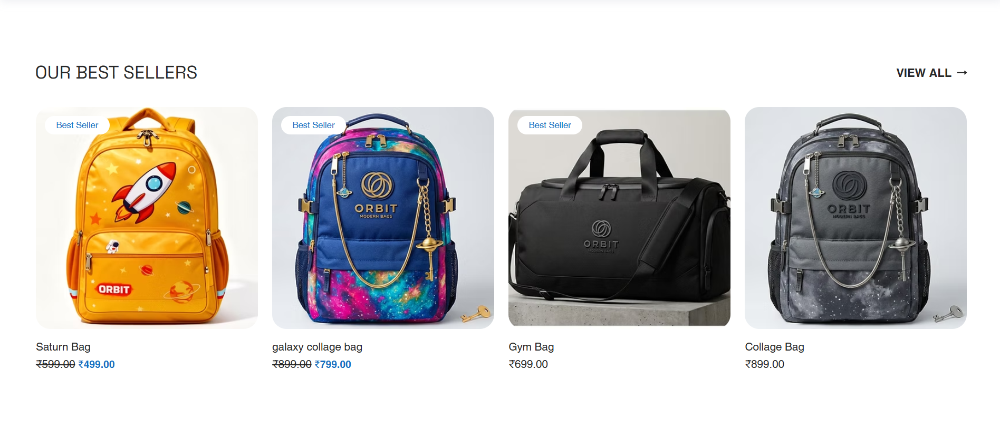 OUR BEST SELLERS
VIEW ALL →
Best Seller
Best Seller
Best Seller
ORBIT
ORBIT
MODERN BAGS
ORBIT
MODERN BAGS
ORBIT
MODERN BAGS
Saturn Bag
₹599.00 ₹499.00
galaxy collage bag
₹899.00 ₹799.00
Gym Bag
₹699.00
Collage Bag
₹899.00